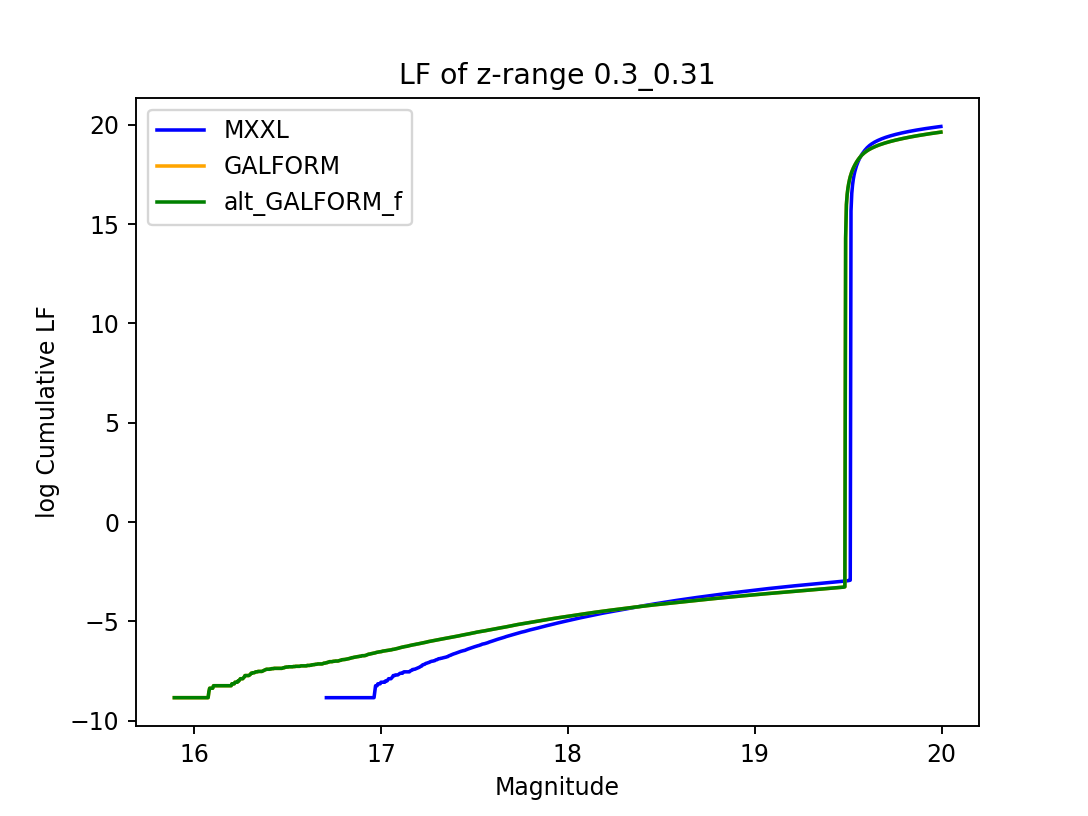 LF of z-range 0.3_0.31
MXXL
GALFORM
alt_GALFORM_f
20
15
10
5
0
−5
−10
log Cumulative LF
16 17 18 19 20
Magnitude